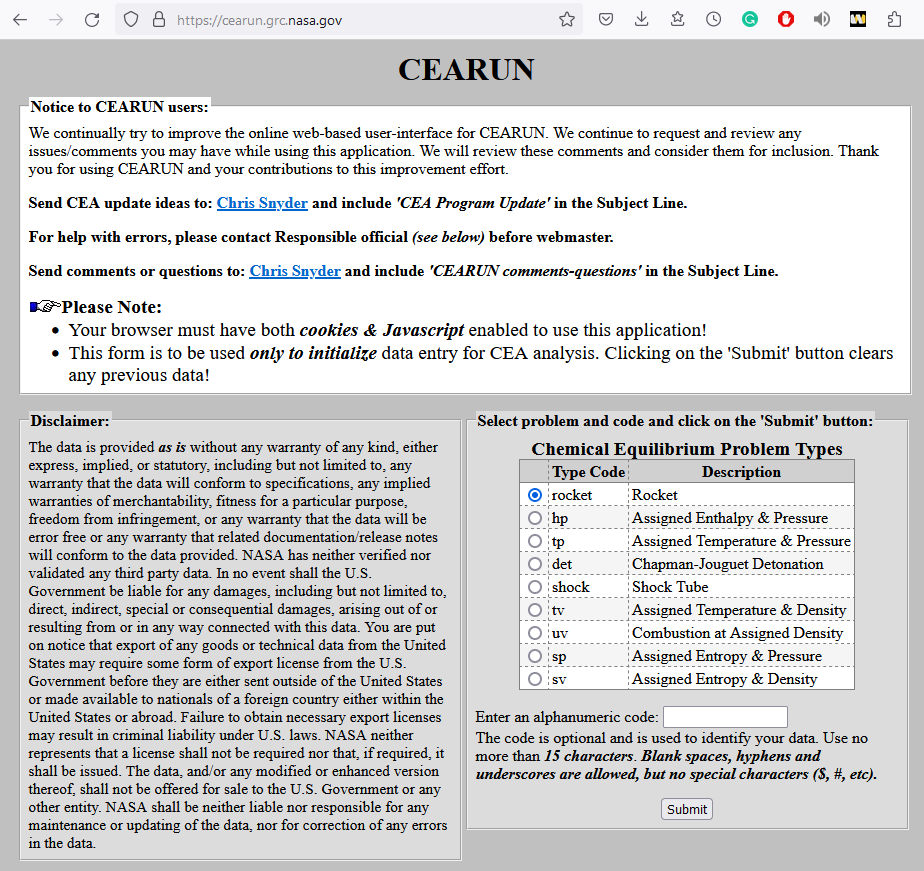 https://cearun.grc.nasa.gov
CEARUN
Notice to CEARUN users:
We continually try to improve the online web-based user-interface for CEARUN. We continue to request and review any
issues/comments you may have while using this application. We will review these comments and consider them for inclusion. Thank
you for using CEARUN and your contributions to this improvement effort.
Send CEA update ideas to: Chris Snyder and include 'CEA Program Update' in the Subject Line.
For help with errors, please contact Responsible official (see below) before webmaster.
Send comments or questions to: Chris Snyder and include 'CEARUN comments-questions' in the Subject Line.
Please Note:
• Your browser must have both cookies & Javascript enabled to use this application!
• This form is to be used only to initialize data entry for CEA analysis. Clicking on the 'Submit' button clears
any previous data!
Disclaimer:
The data is provided as is without any warranty of any kind, either
express, implied, or statutory, including but not limited to, any
warranty that the data will conform to specifications, any implied
warranties of merchantability, fitness for a particular purpose,
freedom from infringement, or any warranty that the data will be
error free or any warranty that related documentation/release notes
will conform to the data provided. NASA has neither verified nor
validated any third party data. In no event shall the U.S.
Government be liable for any damages, including but not limited to,
direct, indirect, special or consequential damages, arising out of or
resulting from or in any way connected with this data. You are put
on notice that export of any goods or technical data from the United
States may require some form of export license from the U.S.
Government before they are either sent outside of the United States
or made available to nationals of a foreign country either within the
United States or abroad. Failure to obtain necessary export licenses
may result in criminal liability under U.S. laws. NASA neither
represents that a license shall not be required nor that, if required, it
shall be issued. The data, and/or any modified or enhanced version
thereof, shall not be offered for sale to the U.S. Government or any
other entity. NASA shall be neither liable nor responsible for any
maintenance or updating of the data, nor for correction of any errors
in the data.
Select problem and code and click on the 'Submit' button:
Chemical Equilibrium Problem Types
Type Code Description
rocket Rocket
hp Assigned Enthalpy & Pressure
tp Assigned Temperature & Pressure
det Chapman-Jouguet Detonation
shock Shock Tube
tv Assigned Temperature & Density
uv Combustion at Assigned Density
sp Assigned Entropy & Pressure
sv Assigned Entropy & Density
Enter an alphanumeric code:
The code is optional and is used to identify your data. Use no
more than 15 characters. Blank spaces, hyphens and
underscores are allowed, but no special characters ($, #, etc).
Submit